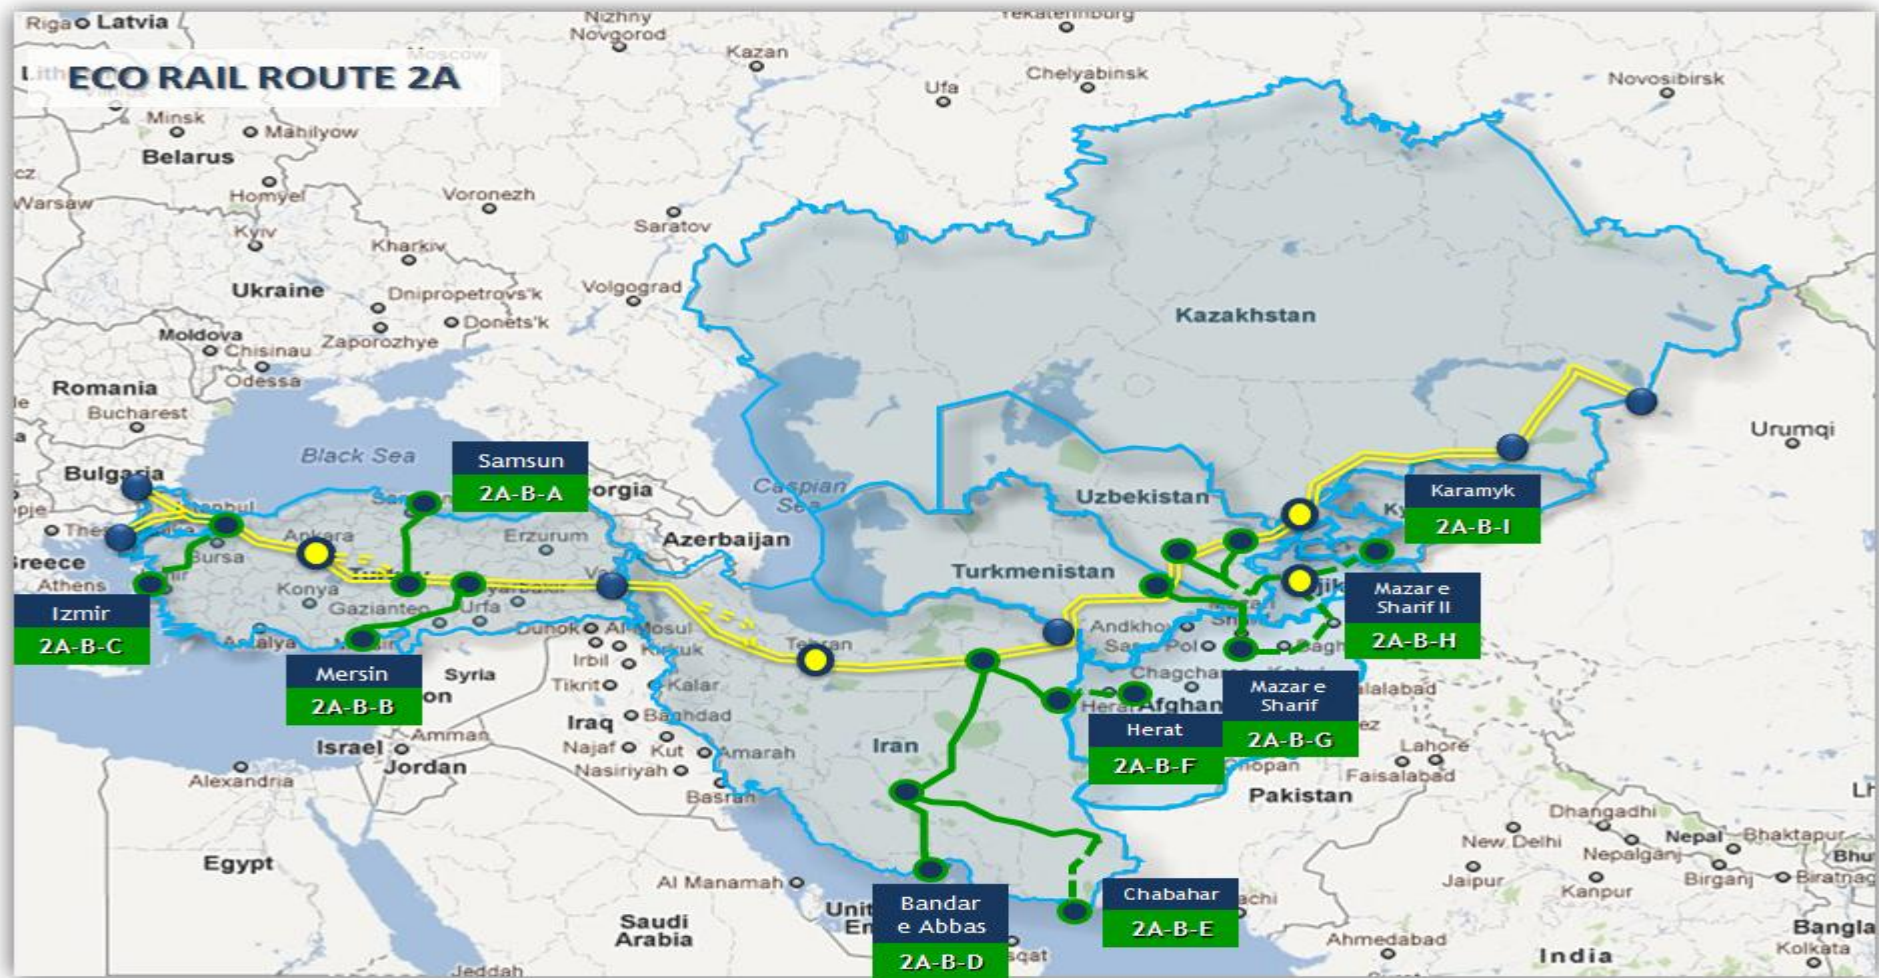 Riga Latvia
Nizhny
Novgorod
Kazan
Moscow
ECO RAIL ROUTE 2A
Ufa
Chelyabinsk
Novosibirsk
Minsk
Mahilyow
Belarus
Warsaw
Homyel
Voronezh
Saratov
Kyiv
Kharkiv
Ukraine
Dnipropetrovs'k
Volgograd
Donets'k
Kazakhstan
Moldova
Zaporozhye
Chisinau
Odessa
Romania
Bucharest
Urumqi
Black Sea
Bulgaria
Samsun
2A-B-A
Caspian
Sea
Uzbekistan
Karamyk
2A-B-I
Ankara
Erzurum
Azerbaijan
Greece
Bursa
Athens
Turkmenistan
Konya
Gaziantep
Urfa
Izmir
2A-B-C
Mazar e
Sharif II
2A-B-H
Antalya
Dunok
Al Mosul
Tehran
Andkhoy
Irbil
Kirkuk
Mersin
2A-B-B
Syria
Tikrit
Kalar
Mazar e
Sharif
2A-B-G
Iraq
Baghdad
Herat
2A-B-F
Israel
Amman
Jordan
Najaf
Kut
Amarah
Iran
Lahore
Nasiriyah
Faisalabad
Alexandria
Basrah
Pakistan
Dhangadhi
New Delhi
Nepal
Bhaktapur
Nepalganj
Egypt
Al Manamah
Jaipur
Kanpur
Birganj
Bandar
e Abbas
2A-B-D
Chabahar
2A-B-E
Saudi
Arabia
Ahmedabad
India
Kolkata
Jeddah